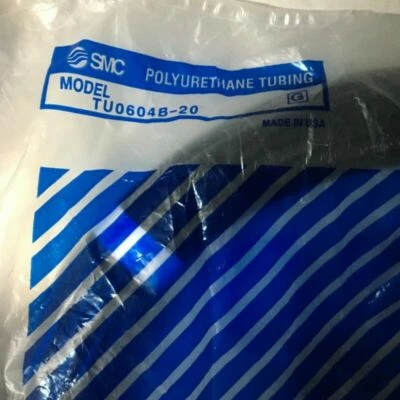 SMC
POLYURETHANE TUBING
MODEL
TU0604B-20
G
MADE IN USA